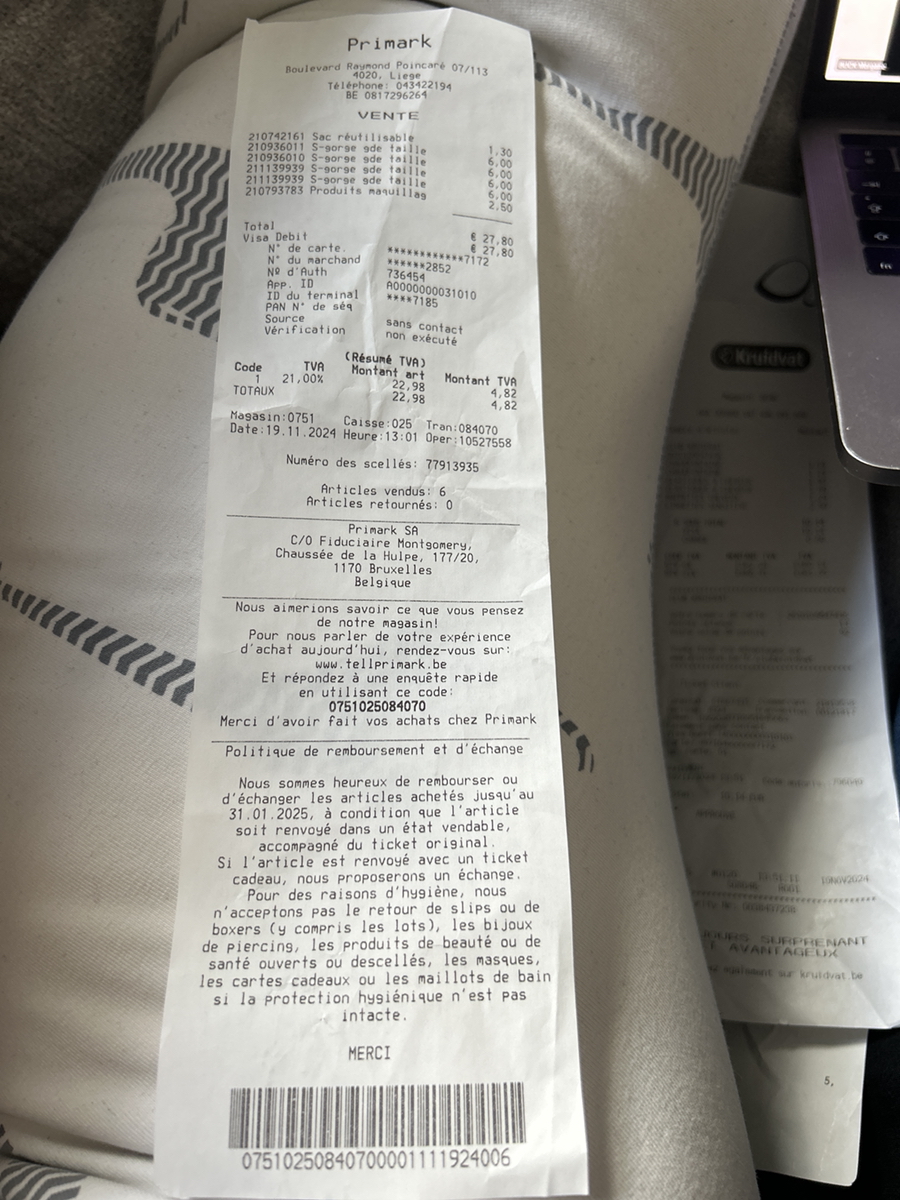 Primark
Boulevard Raymond Poincaré 07/113
4020, Liege
Téléphone: 043422194
BE 0817296264
VENTE
210742161 Sac réutilisable 1,30
210936011 S-gorge gde taille 6,00
210936010 S-gorge gde taille 6,00
211139939 S-gorge gde taille 6,00
211139939 S-gorge gde taille 6,00
210793783 Produits maquillag 2,50
Total € 27,80
Visa Debit € 27,80
N° de carte. ************7172
N° du marchand ******2852
Nº d'Auth 736454
App. ID A0000000031010
ID du terminal ****7185
PAN N° de séq
Source sans contact
Vérification non exécuté
(Résumé TVA)
Code TVA Montant art Montant TVA
1 21,00% 22,98 4,82
TOTAUX 22,98 4,82
Magasin:0751 Caisse:025 Tran:084070
Date:19.11.2024 Heure:13:01 Oper:10527558
Numéro des scellés: 77913935
Articles vendus: 6
Articles retournés: 0
Primark SA
C/O Fiduciaire Montgomery,
Chaussée de la Hulpe, 177/20,
1170 Bruxelles
Belgique
Nous aimerions savoir ce que vous pensez
de notre magasin!
Pour nous parler de votre expérience
d'achat aujourd'hui, rendez-vous sur:
www.tellprimark.be
Et répondez à une enquête rapide
en utilisant ce code:
0751025084070
Merci d'avoir fait vos achats chez Primark
Politique de remboursement et d'échange
Nous sommes heureux de rembourser ou
d'échanger les articles achetés jusqu'au
31.01.2025, à condition que l'article
soit renvoyé dans un état vendable,
accompagné du ticket original.
Si l'article est renvoyé avec un ticket
cadeau, nous proposerons un échange.
Pour des raisons d'hygiène, nous
n'acceptons pas le retour de slips ou de
boxers (y compris les lots), les bijoux
de piercing, les produits de beauté ou de
santé ouverts ou descellés, les masques,
les cartes cadeaux ou les maillots de bain
si la protection hygiénique n'est pas
intacte.
MERCI
075102508407000001111924006
Kruidvat
10NOV2024
SURPRENANT
AVANTAGEUX
egalement sur kruidvat.be
5,
fn